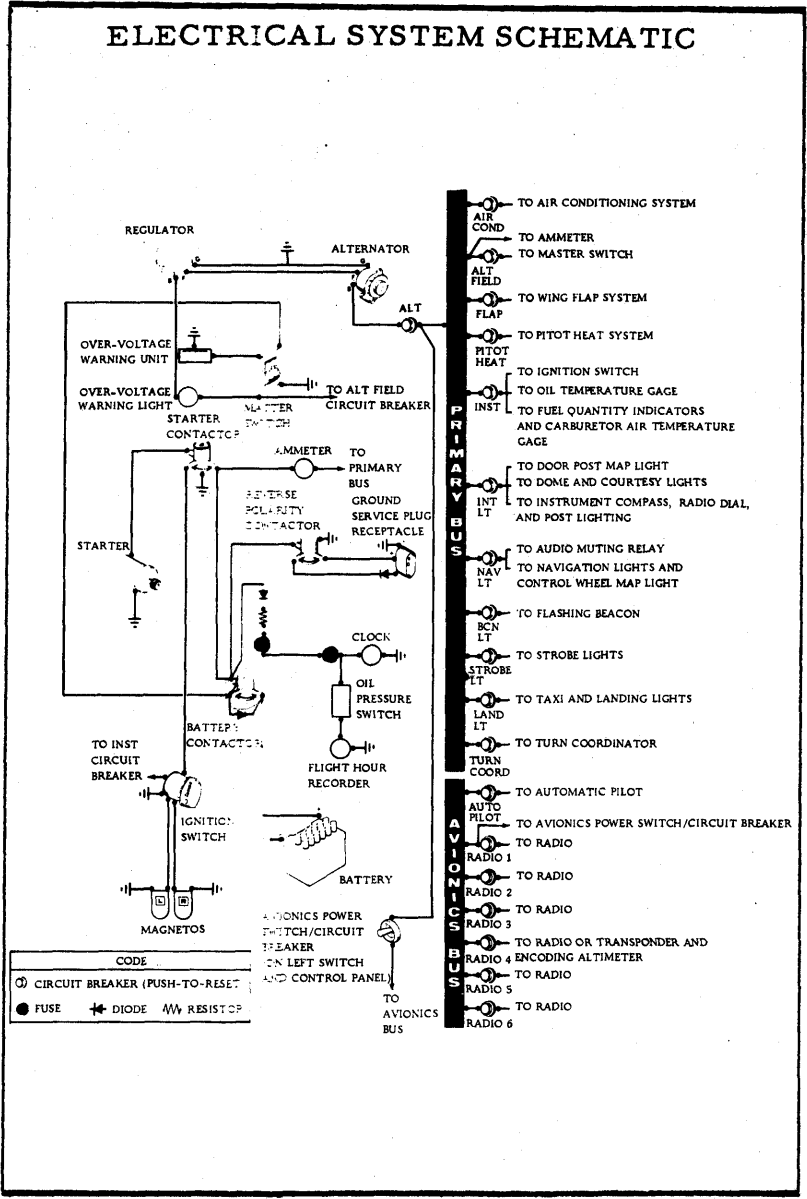 ELECTRICAL SYSTEM SCHEMATIC
REGULATOR
ALTERNATOR
ALT
OVER-VOLTAGE
WARNING UNIT
OVER-VOLTAGE
WARNING LIGHT
TO ALT FIELD
CIRCUIT BREAKER
STARTER
AMMETER
TO
PRIMARY
BUS
GROUND
SERVICE PLUG
RECEPTACLE
STARTER
CLOCK
OIL
PRESSURE
SWITCH
FLIGHT HOUR
RECORDER
TO INST
CIRCUIT
BREAKER
SWITCH
L R
MAGNETOS
BATTERY
POWER
LEFT SWITCH
CONTROL PANEL)
TO
AVIONICS
BUS
CODE
CIRCUIT BREAKER (PUSH-TO-RESET
FUSE
DIODE
PRIMARY BUS
AIR
COND
TO AIR CONDITIONING SYSTEM
TO AMMETER
TO MASTER SWITCH
ALT
FIELD
TO WING FLAP SYSTEM
FLAP
TO PITOT HEAT SYSTEM
PITOT
HEAT
TO IGNITION SWITCH
TO OIL TEMPERATURE GAGE
INST
TO FUEL QUANTITY INDICATORS
AND CARBURETOR AIR TEMPERATURE
GAGE
TO DOOR POST MAP LIGHT
TO DOME AND COURTESY LIGHTS
INT
LT
TO INSTRUMENT COMPASS, RADIO DIAL,
AND POST LIGHTING
TO AUDIO MUTING RELAY
NAV
LT
TO NAVIGATION LIGHTS AND
CONTROL WHEEL MAP LIGHT
TO FLASHING BEACON
BCN
LT
TO STROBE LIGHTS
STROBE
LT
TO TAXI AND LANDING LIGHTS
LAND
LT
TO TURN COORDINATOR
TURN
COORD
AVIONICS BUS
TO AUTOMATIC PILOT
AUTO
PILOT
TO AVIONICS POWER SWITCH/CIRCUIT BREAKER
TO RADIO
RADIO 1
TO RADIO
RADIO 2
TO RADIO
RADIO 3
TO RADIO OR TRANSPONDER AND
RADIO 4 ENCODING ALTIMETER
TO RADIO
RADIO 5
TO RADIO
RADIO 6